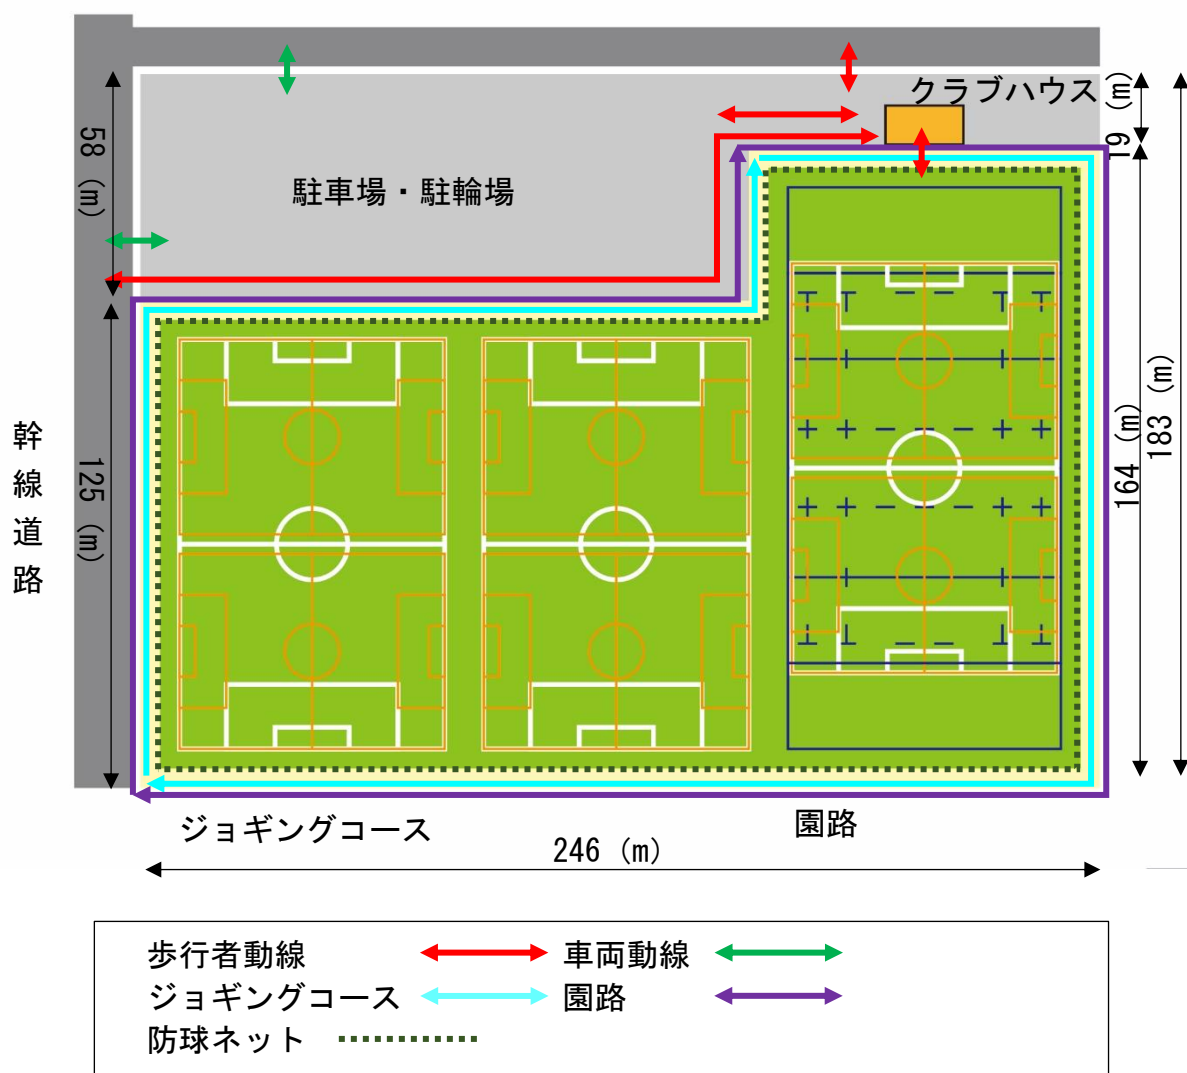 クラブハウス
19 (m)
58 (m)
駐車場・駐輪場
183 (m)
164 (m)
幹線道路
125 (m)
ジョギングコース
園路
246 (m)
歩行者動線 車両動線
ジョギングコース 園路
防球ネット